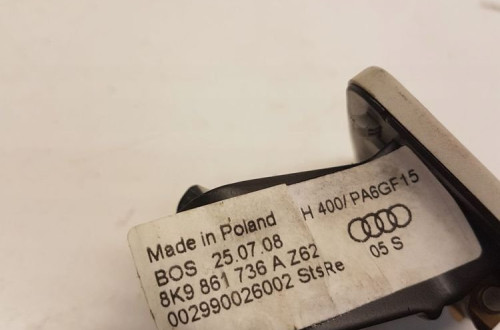 H 400/ PA6GF15
Made in Poland
BOS 25.07.08
05 S
8K9 861 736 A Z62
002990026002 StsRe